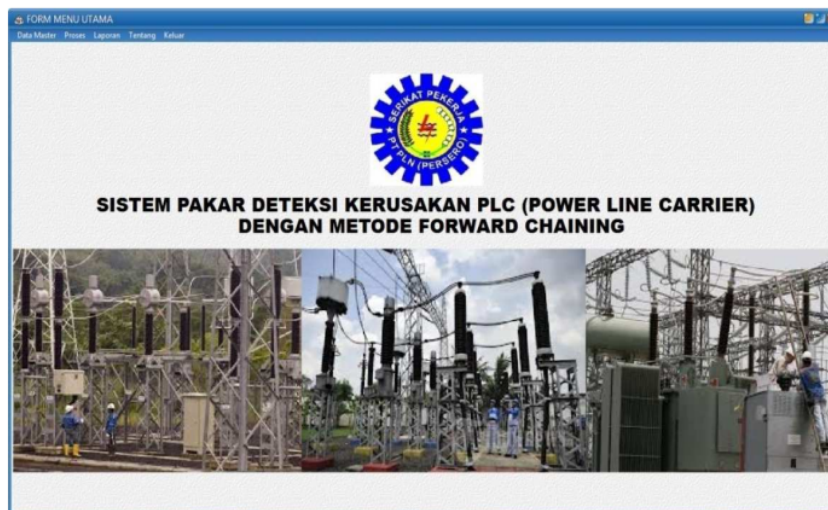 FORM MENU UTAMA
Data Master Proses Laporan Tentang Keluar
SERIKAT PEKERJA
PT PLN (PERSERO)
SISTEM PAKAR DETEKSI KERUSAKAN PLC (POWER LINE CARRIER)
DENGAN METODE FORWARD CHAINING